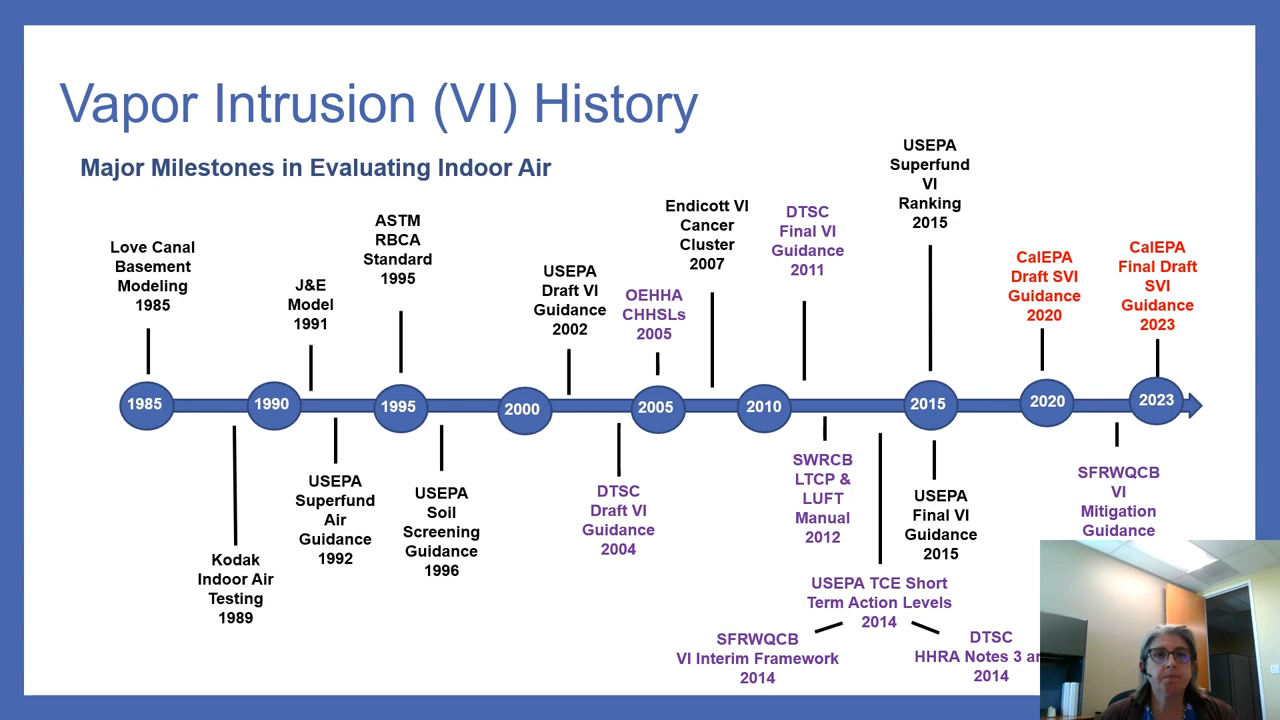 Vapor Intrusion (VI) History
Major Milestones in Evaluating Indoor Air
Love Canal
Basement
Modeling
1985
J&E
Model
1991
ASTM
RBCA
Standard
1995
USEPA
Draft VI
Guidance
2002
OEHHA
CHHSLs
2005
Endicott VI
Cancer
Cluster
2007
DTSC
Final VI
Guidance
2011
USEPA
Superfund
VI
Ranking
2015
CalEPA
Draft SVI
Guidance
2020
CalEPA
Final Draft
SVI
Guidance
2023
1985
1990
1995
2000
2005
2010
2015
2020
2023
Kodak
Indoor Air
Testing
1989
USEPA
Superfund
Air
Guidance
1992
USEPA
Soil
Screening
Guidance
1996
DTSC
Draft VI
Guidance
2004
SWRCB
LTCP &
LUFT
Manual
2012
USEPA TCE Short
Term Action Levels
2014
SFRWQCB
VI Interim Framework
2014
DTSC
HHRA Notes 3
2014
USEPA
Final VI
Guidance
2015
SFRWQCB
VI
Mitigation
Guidance